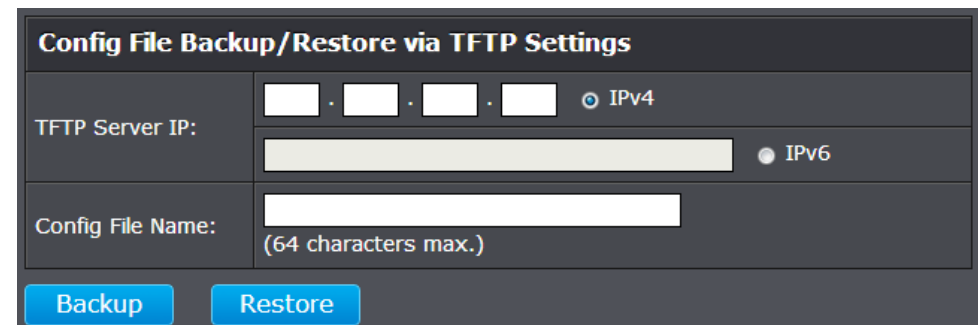 Config File Backup/Restore via TFTP Settings
TFTP Server IP:
. . . IPv4
IPv6
Config File Name:
(64 characters max.)
Backup Restore